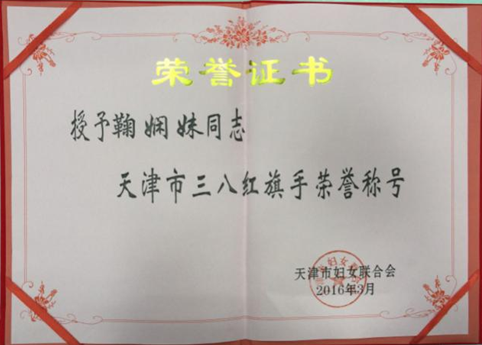 荣誉证书
授予鞠娴妹同志
天津市三八红旗手荣誉称号
天津市妇女联合会
2016年3月